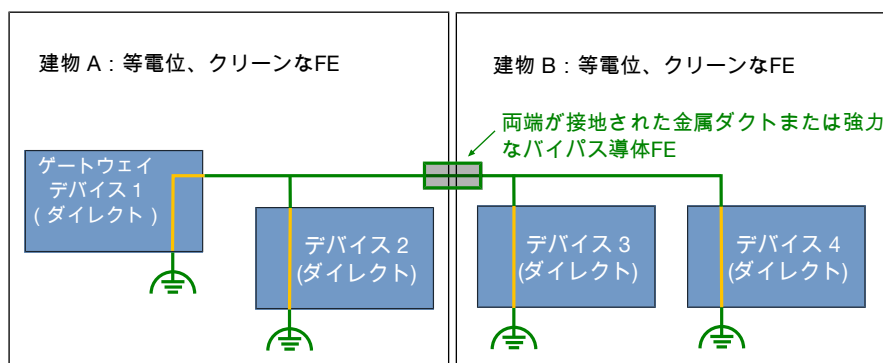 建物 A：等電位、クリーンなFE
建物 B：等電位、クリーンなFE
両端が接地された金属ダクトまたは強力
なバイパス導体FE
ゲートウェイ
デバイス 1
( ダイレクト )
デバイス 2
(ダイレクト)
デバイス 3
(ダイレクト)
デバイス 4
(ダイレクト)